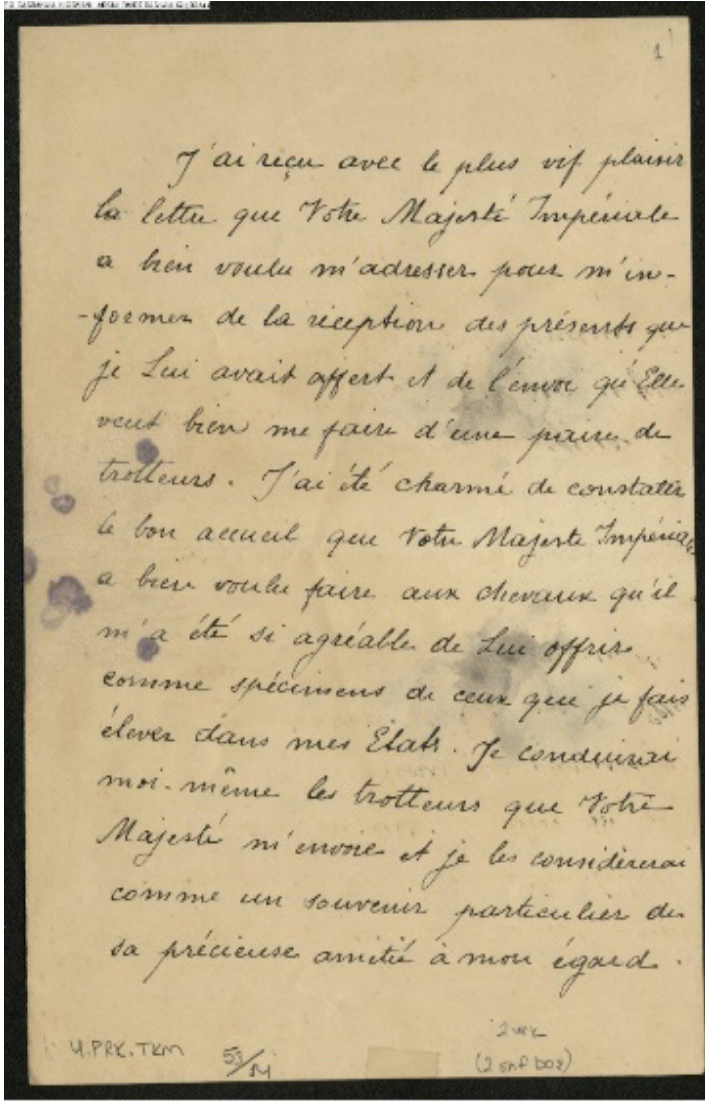 1
J'ai reçu avec le plus vif plaisir
la lettre que Votre Majesté Impériale
a bien voulu m'adresser pour m'in-
-former de la réception des présents que
je Lui avait offert et de l'envoi qu'Elle
veut bien me faire d'une paire de
trotteurs. J'ai été charmé de constater
le bon accueil que Votre Majesté Impériale
a bien voulu faire aux chevaux qu'il
m'a été si agréable de Lui offrir
comme spécimens de ceux que je fais
élever dans mes Etats. Je conduirai
moi-même les trotteurs que Votre
Majesté m'envoie et je les considèrerai
comme un souvenir particulier de
sa précieuse amitié à mon égard.
Y.PRK.TKM 53/14
2 vrk
(2 snf boş)